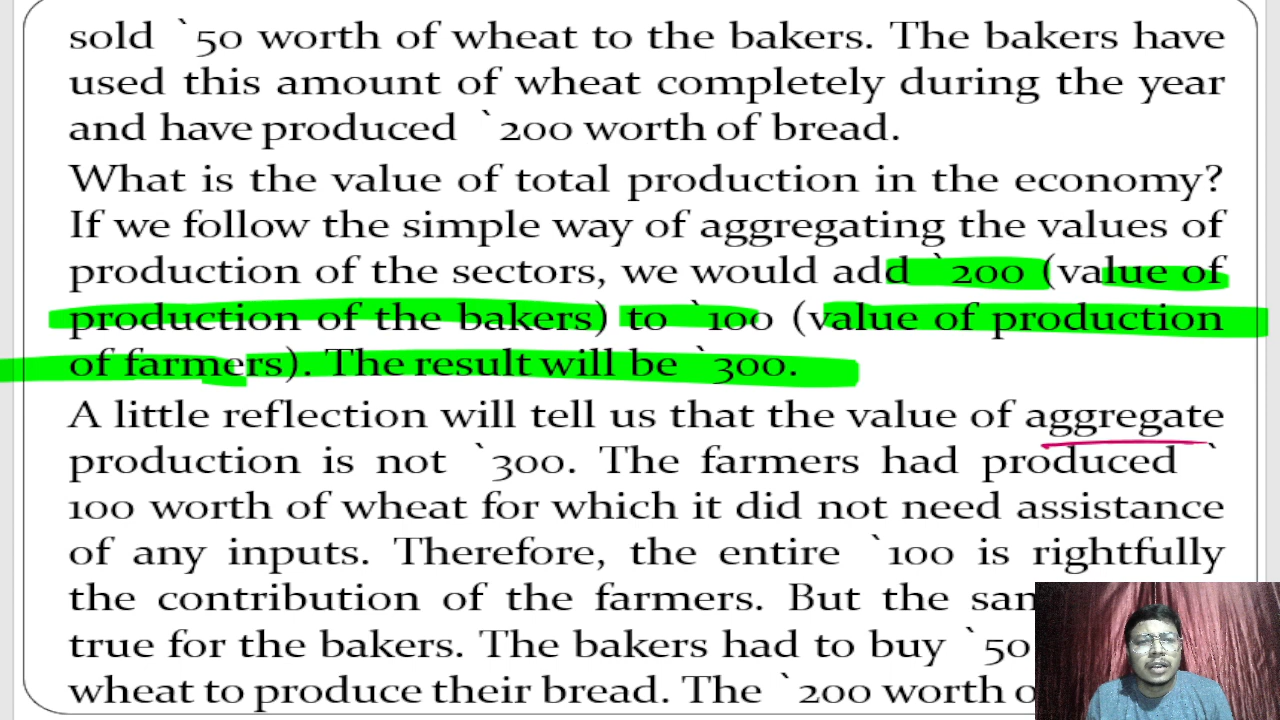 sold `50 worth of wheat to the bakers. The bakers have
used this amount of wheat completely during the year
and have produced `200 worth of bread.
What is the value of total production in the economy?
If we follow the simple way of aggregating the values of
production of the sectors, we would add `200 (value of
production of the bakers) to `100 (value of production
of farmers). The result will be `300.
A little reflection will tell us that the value of aggregate
production is not `300. The farmers had produced `
100 worth of wheat for which it did not need assistance
of any inputs. Therefore, the entire `100 is rightfully
the contribution of the farmers. But the
true for the bakers. The bakers had to buy `50
wheat to produce their bread. The `200 worth